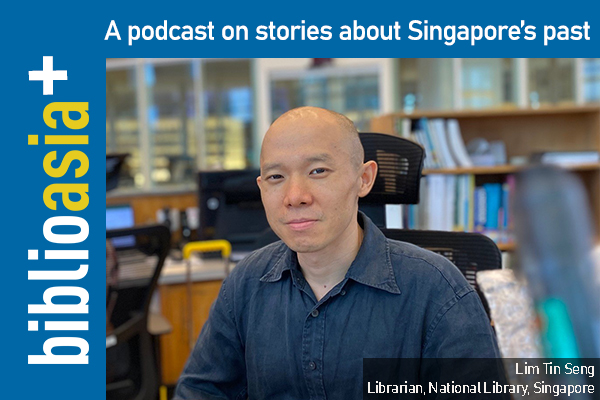 A podcast on stories about Singapore's past
biblioasia+
Lim Tin Seng
Librarian, National Library, Singapore